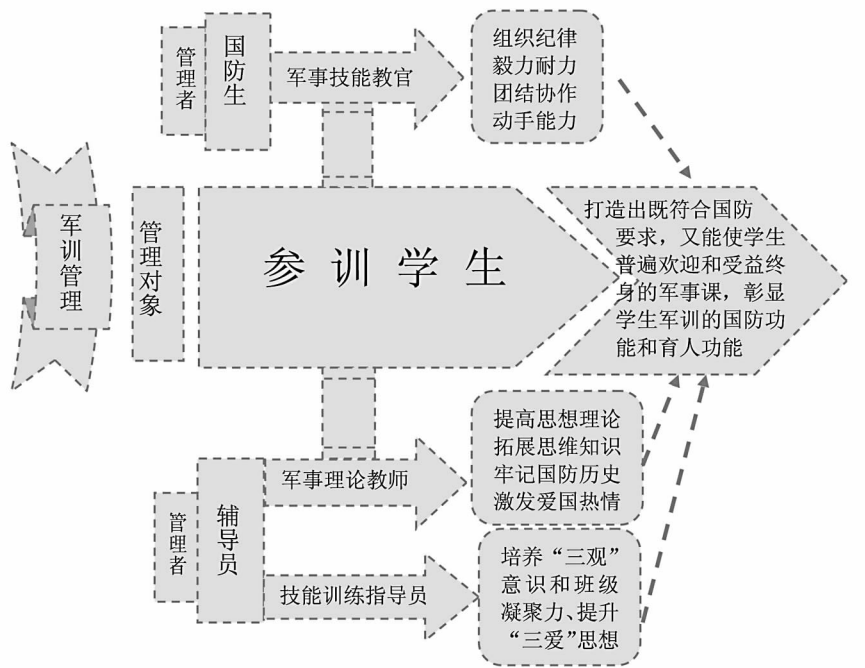 管理者
国防生
军事技能教官
组织纪律
毅力耐力
团结协作
动手能力
军训管理
管理对象
参训学生
打造出既符合国防
要求，又能使学生
普遍欢迎和受益终
身的军事课，彰显
学生军训的国防功
能和育人功能
管理者
辅导员
军事理论教师
提高思想理论
拓展思维知识
牢记国防历史
激发爱国热情
技能训练指导员
培养“三观”
意识和班级
凝聚力、提升
“三爱”思想